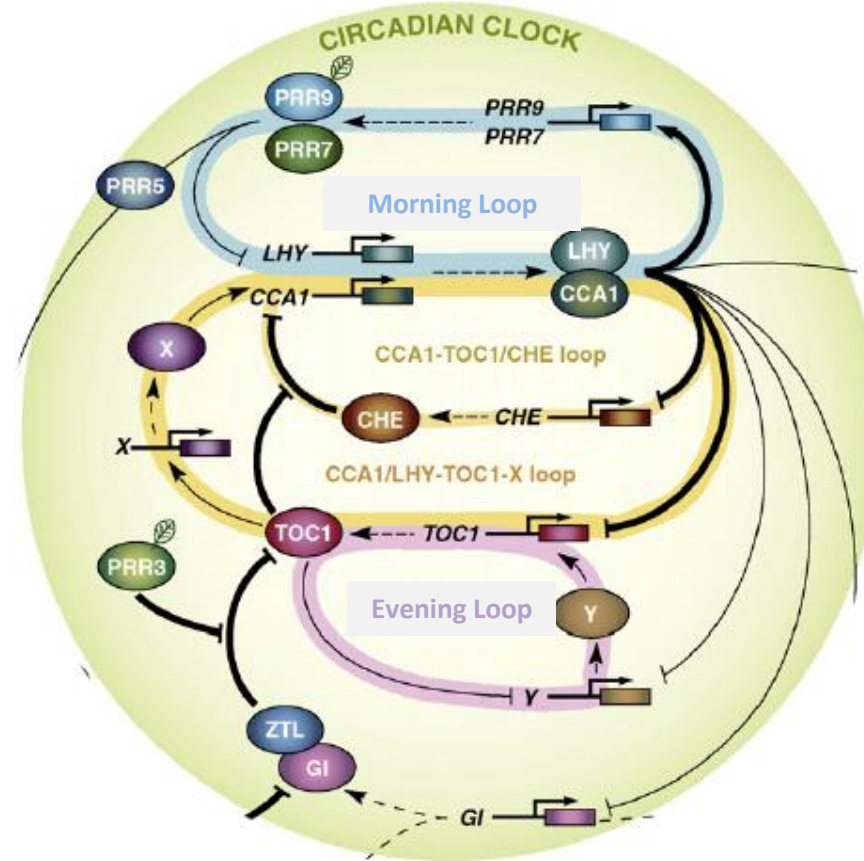 CIRCADIAN CLOCK
PRR9
PRR7
PRR9
PRR7
PRR5
Morning Loop
LHY
LHY
CCA1
CCA1
X
CCA1-TOC1/CHE loop
CHE
CHE
X
CCA1/LHY-TOC1-X loop
TOC1
TOC1
PRR3
Evening Loop
Y
Y
ZTL
GI
GI